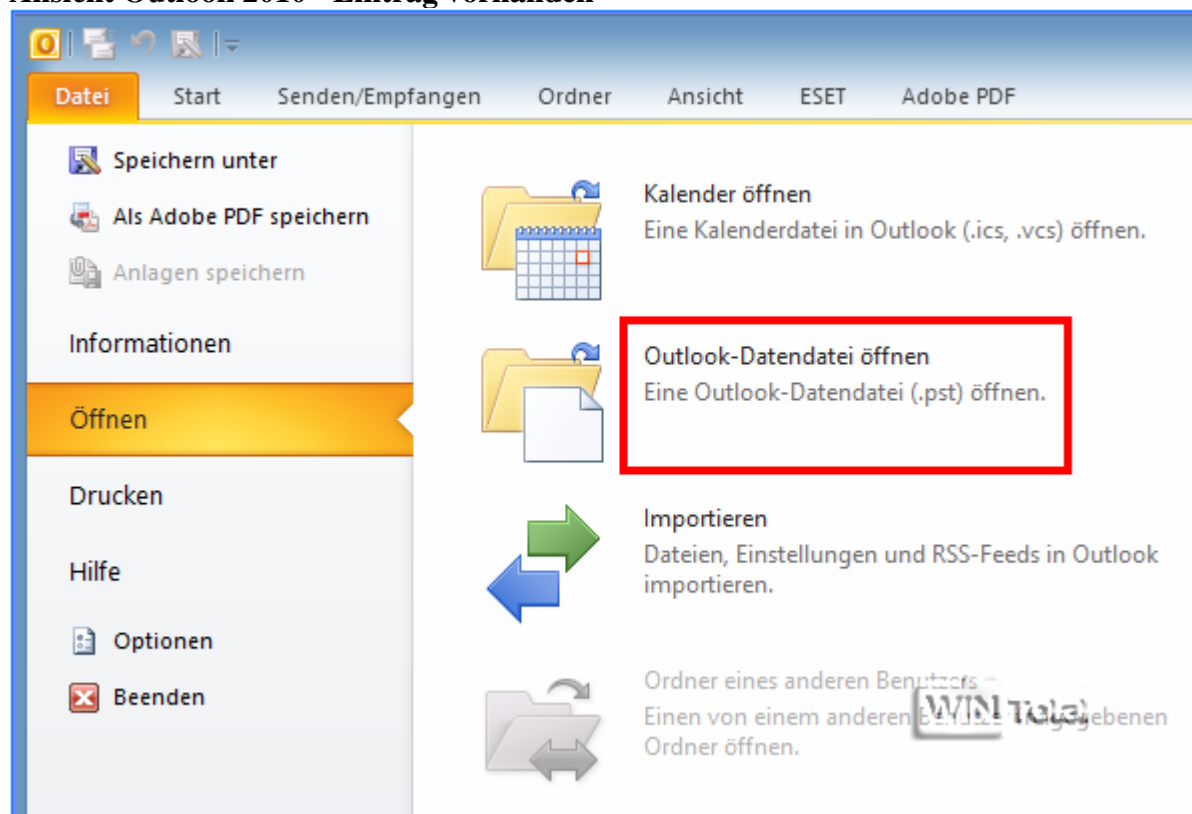 Ansicht Outlook 2010 - Eintrag vorhanden
Datei Start Senden/Empfangen Ordner Ansicht ESET Adobe PDF
Speichern unter
Als Adobe PDF speichern
Anlagen speichern
Informationen
Öffnen
Drucken
Hilfe
Optionen
Beenden
Kalender öffnen
Eine Kalenderdatei in Outlook (.ics, .vcs) öffnen.
Outlook-Datendatei öffnen
Eine Outlook-Datendatei (.pst) öffnen.
Importieren
Dateien, Einstellungen und RSS-Feeds in Outlook
importieren.
Ordner eines anderen Benutzers
Einen von einem anderen
Ordner öffnen.
WIN Total